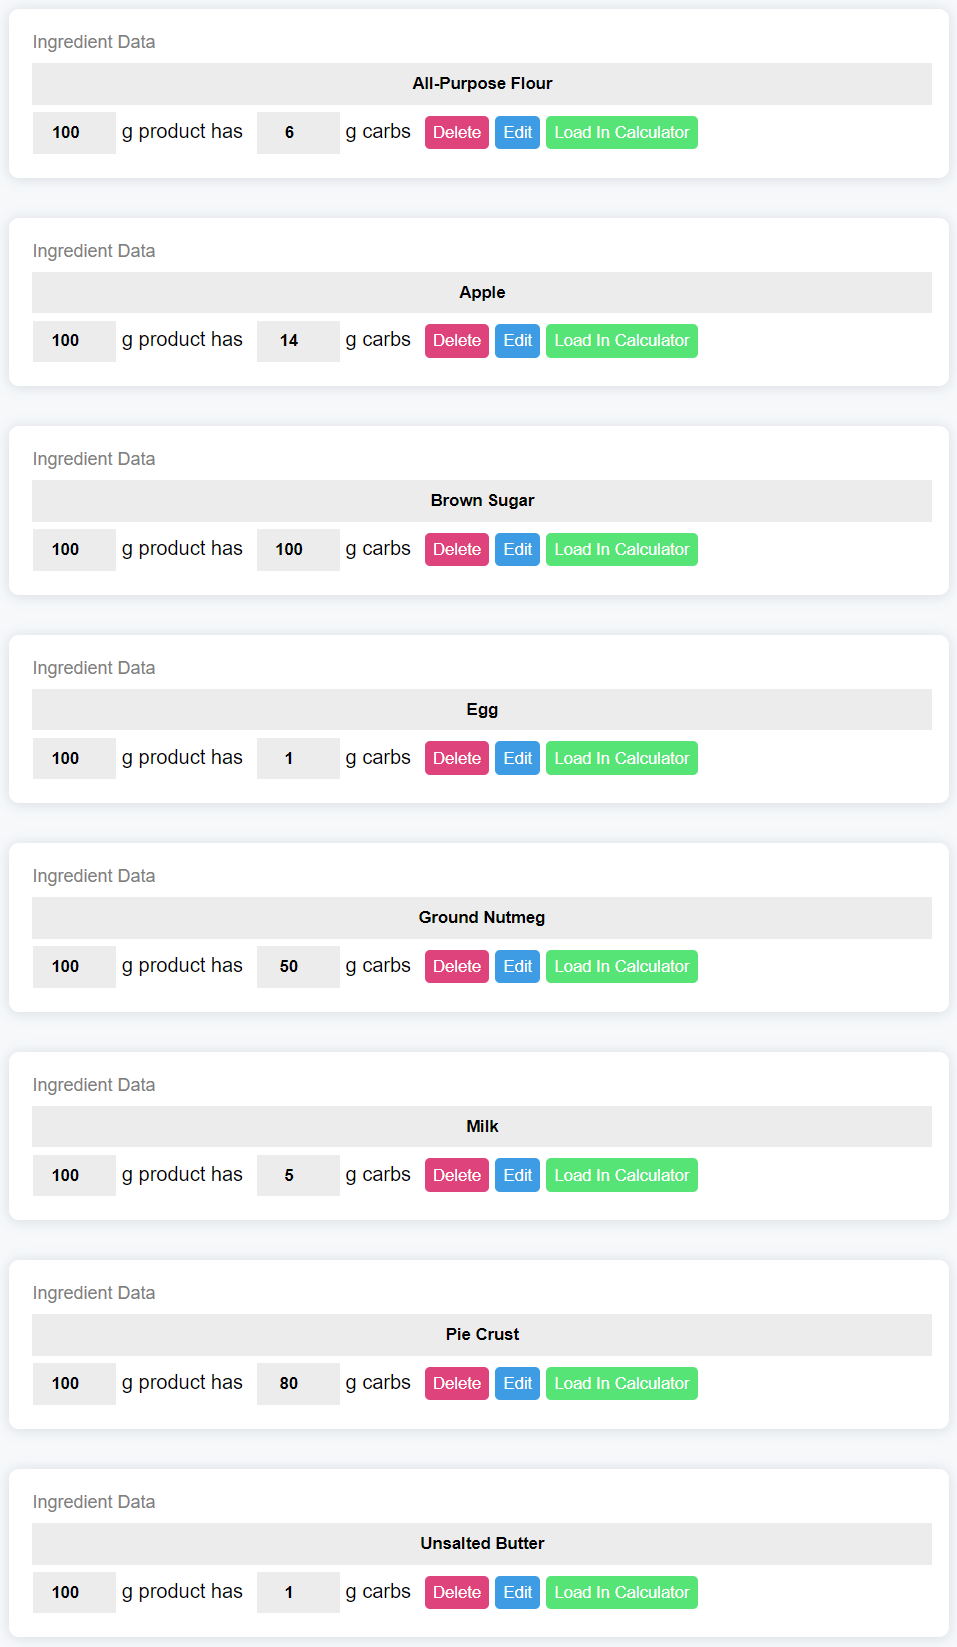 Ingredient Data
All-Purpose Flour
100 g product has 6 g carbs Delete Edit Load In Calculator
Ingredient Data
Apple
100 g product has 14 g carbs Delete Edit Load In Calculator
Ingredient Data
Brown Sugar
100 g product has 100 g carbs Delete Edit Load In Calculator
Ingredient Data
Egg
100 g product has 1 g carbs Delete Edit Load In Calculator
Ingredient Data
Ground Nutmeg
100 g product has 50 g carbs Delete Edit Load In Calculator
Ingredient Data
Milk
100 g product has 5 g carbs Delete Edit Load In Calculator
Ingredient Data
Pie Crust
100 g product has 80 g carbs Delete Edit Load In Calculator
Ingredient Data
Unsalted Butter
100 g product has 1 g carbs Delete Edit Load In Calculator